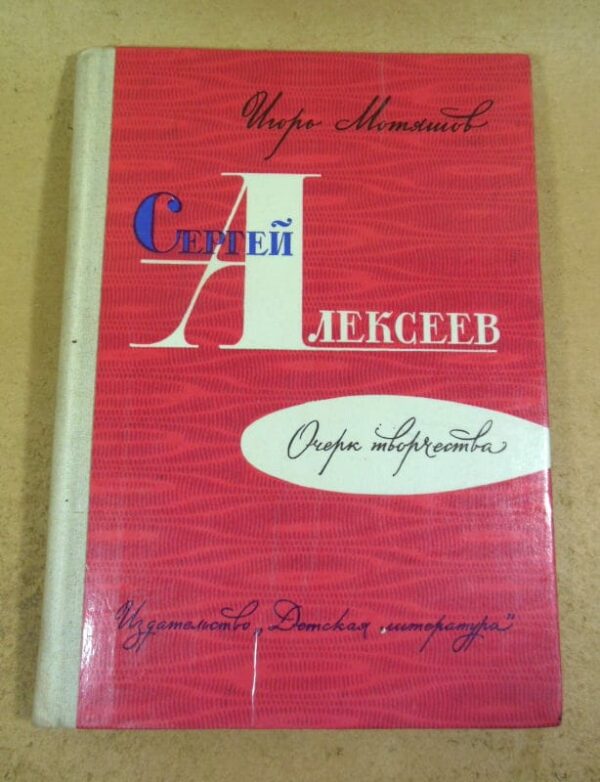 Игорь Мотяшов
Сергей
Алексеев
Очерк творчества
Издательство „Детская литература"